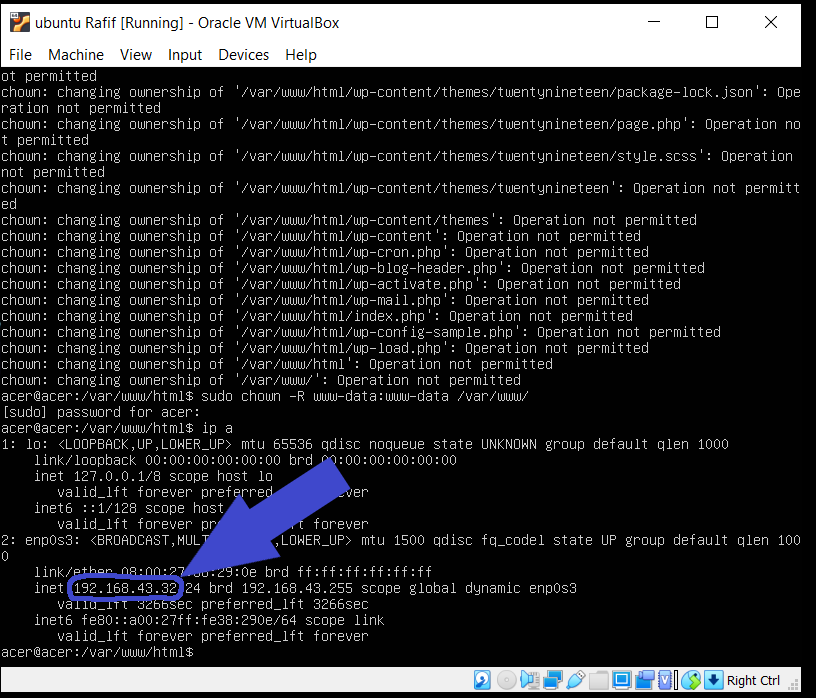 ubuntu Rafif [Running] - Oracle VM VirtualBox
File Machine View Input Devices Help
ot permitted
chown: changing ownership of '/var/www/html/wp-content/themes/twentynineteen/package-lock.json': Ope
ration not permitted
chown: changing ownership of '/var/www/html/wp-content/themes/twentynineteen/page.php': Operation no
t permitted
chown: changing ownership of '/var/www/html/wp-content/themes/twentynineteen/style.scss': Operation
not permitted
chown: changing ownership of '/var/www/html/wp-content/themes/twentynineteen': Operation not permitt
ed
chown: changing ownership of '/var/www/html/wp-content/themes': Operation not permitted
chown: changing ownership of '/var/www/html/wp-content': Operation not permitted
chown: changing ownership of '/var/www/html/wp-cron.php': Operation not permitted
chown: changing ownership of '/var/www/html/wp-blog-header.php': Operation not permitted
chown: changing ownership of '/var/www/html/wp-activate.php': Operation not permitted
chown: changing ownership of '/var/www/html/wp-mail.php': Operation not permitted
chown: changing ownership of '/var/www/html/index.php': Operation not permitted
chown: changing ownership of '/var/www/html/wp-config-sample.php': Operation not permitted
chown: changing ownership of '/var/www/html/wp-load.php': Operation not permitted
chown: changing ownership of '/var/www/html': Operation not permitted
chown: changing ownership of '/var/www/': Operation not permitted
acer@acer:/var/www/html$ sudo chown -R www-data:www-data /var/www/
[sudo] password for acer:
acer@acer:/var/www/html$ ip a
1: lo: <LOOPBACK,UP,LOWER_UP> mtu 65536 qdisc noqueue state UNKNOWN group default qlen 1000
link/loopback 00:00:00:00:00:00 brd 00:00:00:00:00:00
inet 127.0.0.1/8 scope host lo
valid_lft forever preferred forever
inet6 ::1/128 scope host
valid_lft forever forever
2: enp0s3: LOWER_UP> mtu 1500 qdisc fq_codel state UP group default qlen 100
0
link/ether brd ff:ff:ff:ff:ff:ff
inet 192.168.43.32 24 brd 192.168.43.255 scope global dynamic enp0s3
valid_lft 3266sec preferred_lft 3266sec
inet6 fe80::a00:27ff:fe38:290e/64 scope link
valid_lft forever preferred_lft forever
acer@acer:/var/www/html$
Right Ctrl